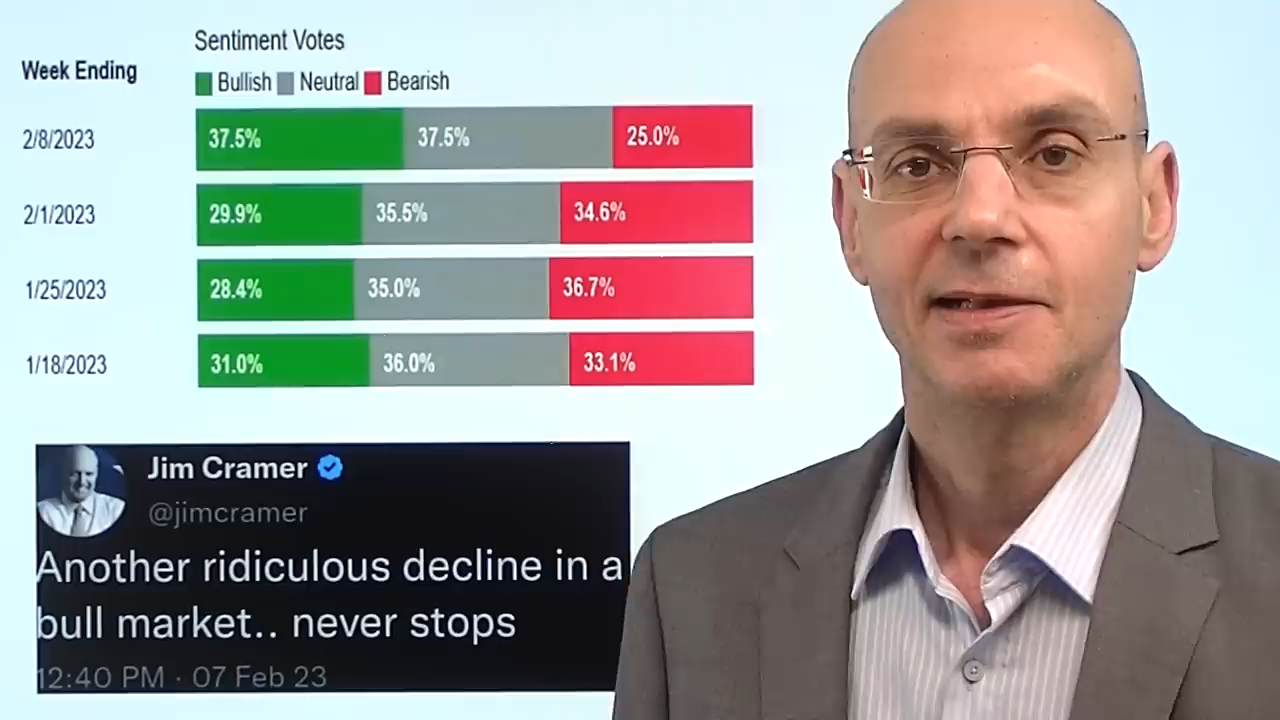 Sentiment Votes
Week Ending
Bullish Neutral Bearish
2/8/2023 37.5% 37.5% 25.0%
2/1/2023 29.9% 35.5% 34.6%
1/25/2023 28.4% 35.0% 36.7%
1/18/2023 31.0% 36.0% 33.1%
Jim Cramer
@jimcramer
Another ridiculous decline in a
bull market.. never stops
12:40 PM · 07 Feb 23